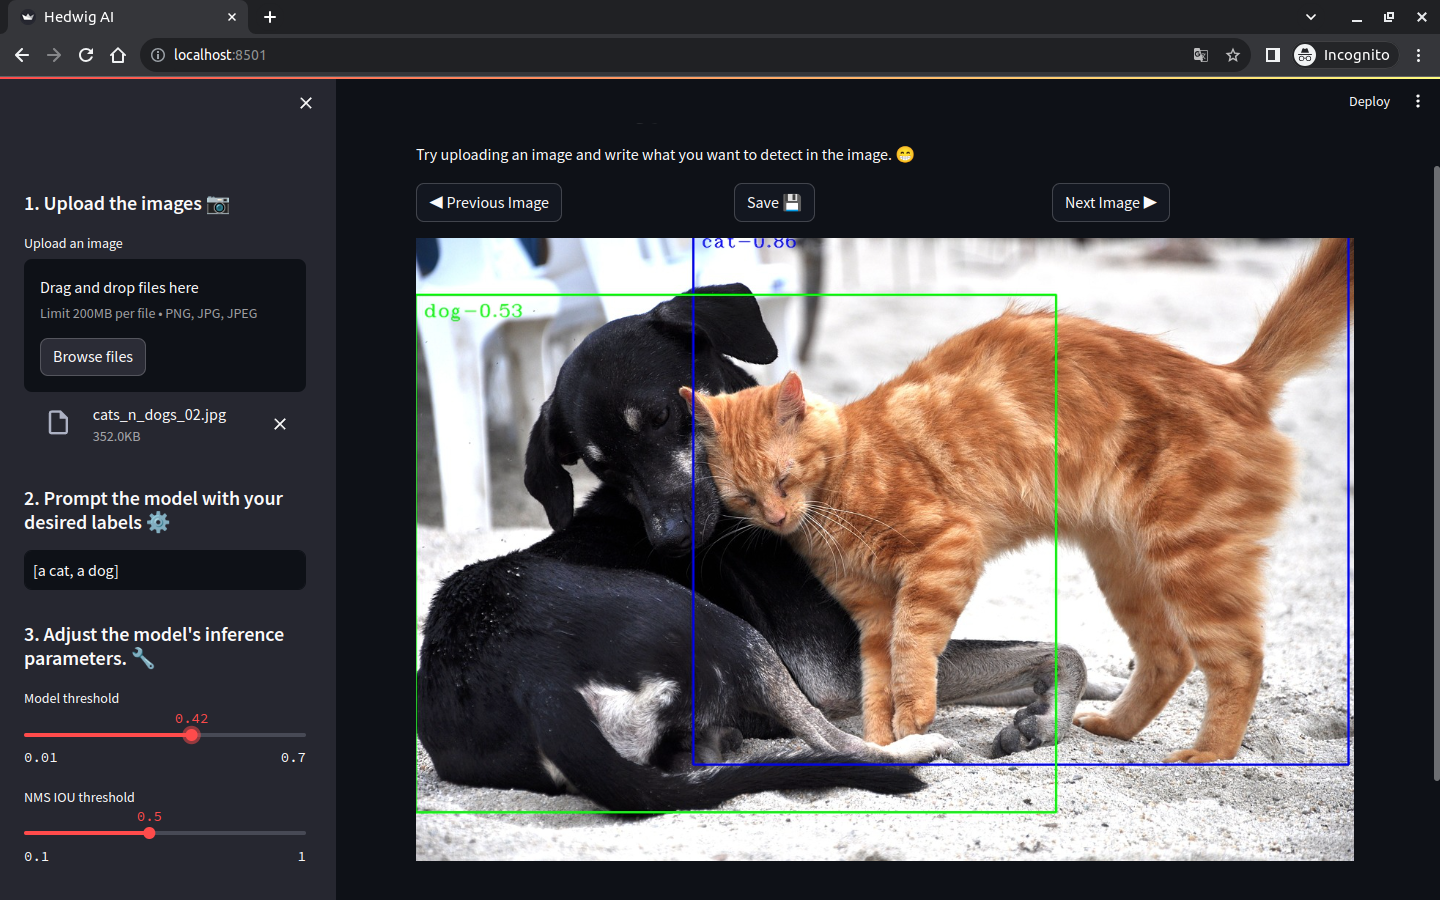 Hedwig AI
localhost:8501
Incognito
Deploy
1. Upload the images
Upload an image
Drag and drop files here
Limit 200MB per file • PNG, JPG, JPEG
Browse files
cats_n_dogs_02.jpg
352.0KB
2. Prompt the model with your
desired labels
[a cat, a dog]
3. Adjust the model's inference
parameters.
Model threshold
0.42
0.01 0.7
NMS IOU threshold
0.5
0.1 1
Try uploading an image and write what you want to detect in the image.
◀ Previous Image
Save
Next Image ▶
cat-0.86
dog-0.53